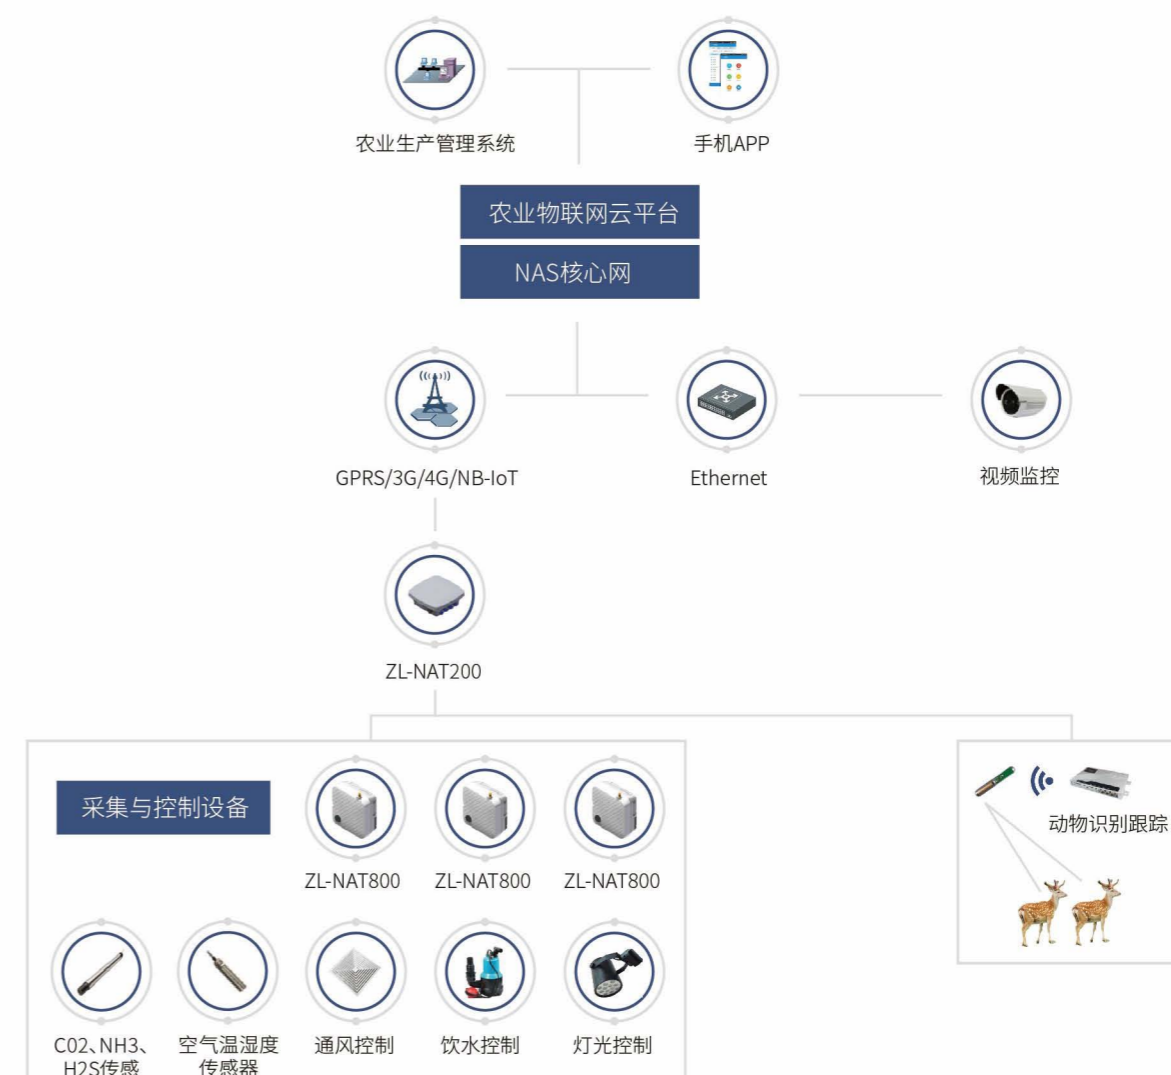 农业生产管理系统
手机APP
农业物联网云平台
NAS核心网
GPRS/3G/4G/NB-IoT
Ethernet
视频监控
ZL-NAT200
采集与控制设备
ZL-NAT800
ZL-NAT800
ZL-NAT800
动物识别跟踪
C02、NH3、
H2S传感
空气温湿度
传感器
通风控制
饮水控制
灯光控制